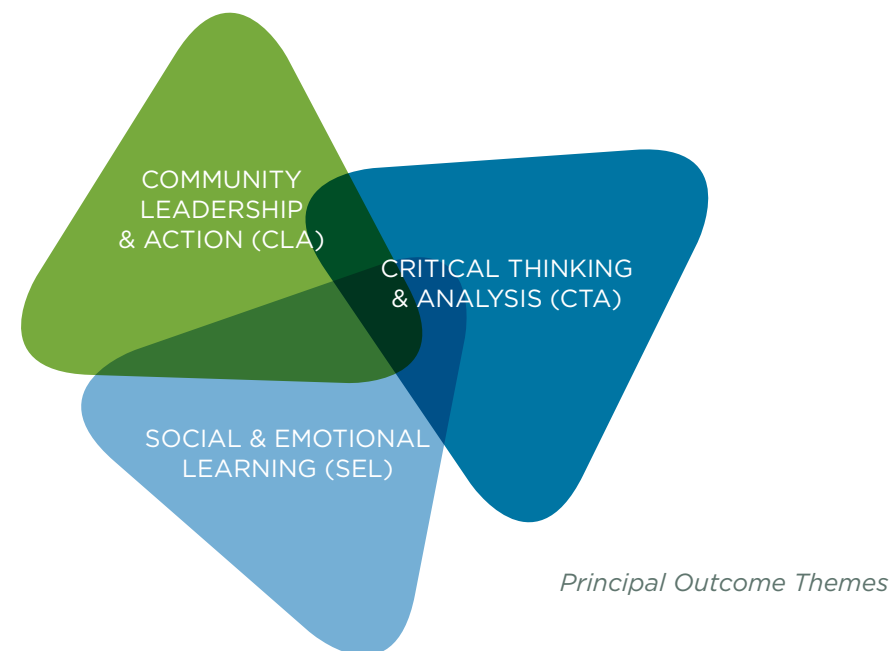 COMMUNITY
LEADERSHIP
& ACTION (CLA)
CRITICAL THINKING
& ANALYSIS (CTA)
SOCIAL & EMOTIONAL
LEARNING (SEL)
Principal Outcome Themes